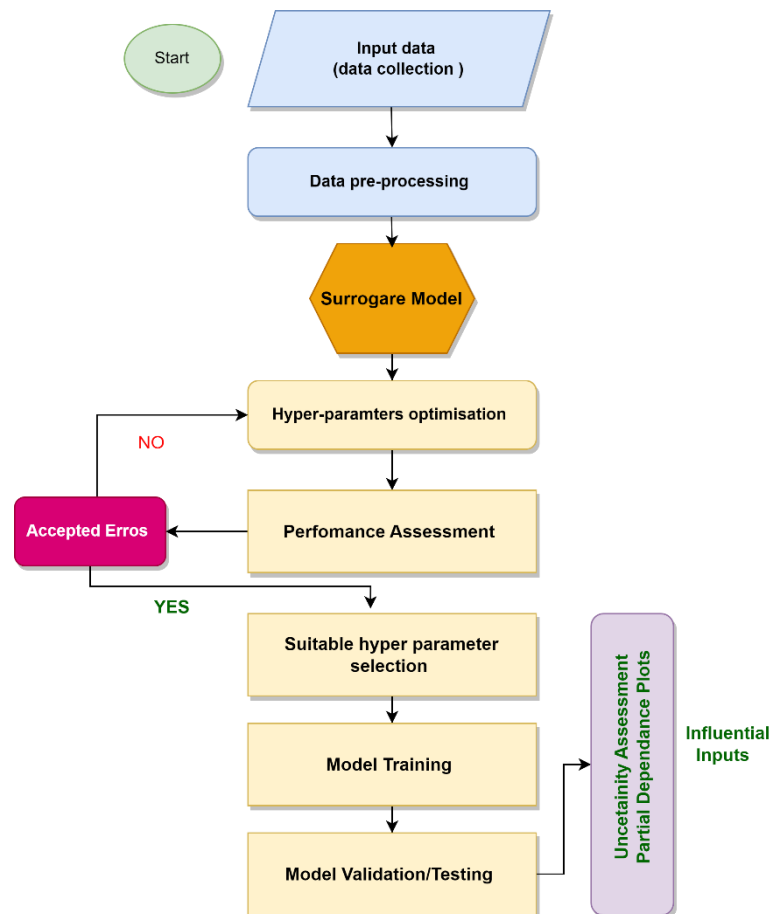 Start
Input data
(data collection )
Data pre-processing
Surrogare Model
Hyper-paramters optimisation
NO
Accepted Erros
Perfomance Assessment
YES
Suitable hyper parameter
selection
Model Training
Model Validation/Testing
Uncetainity Assessment
Partial Dependance Plots
Influential
Inputs